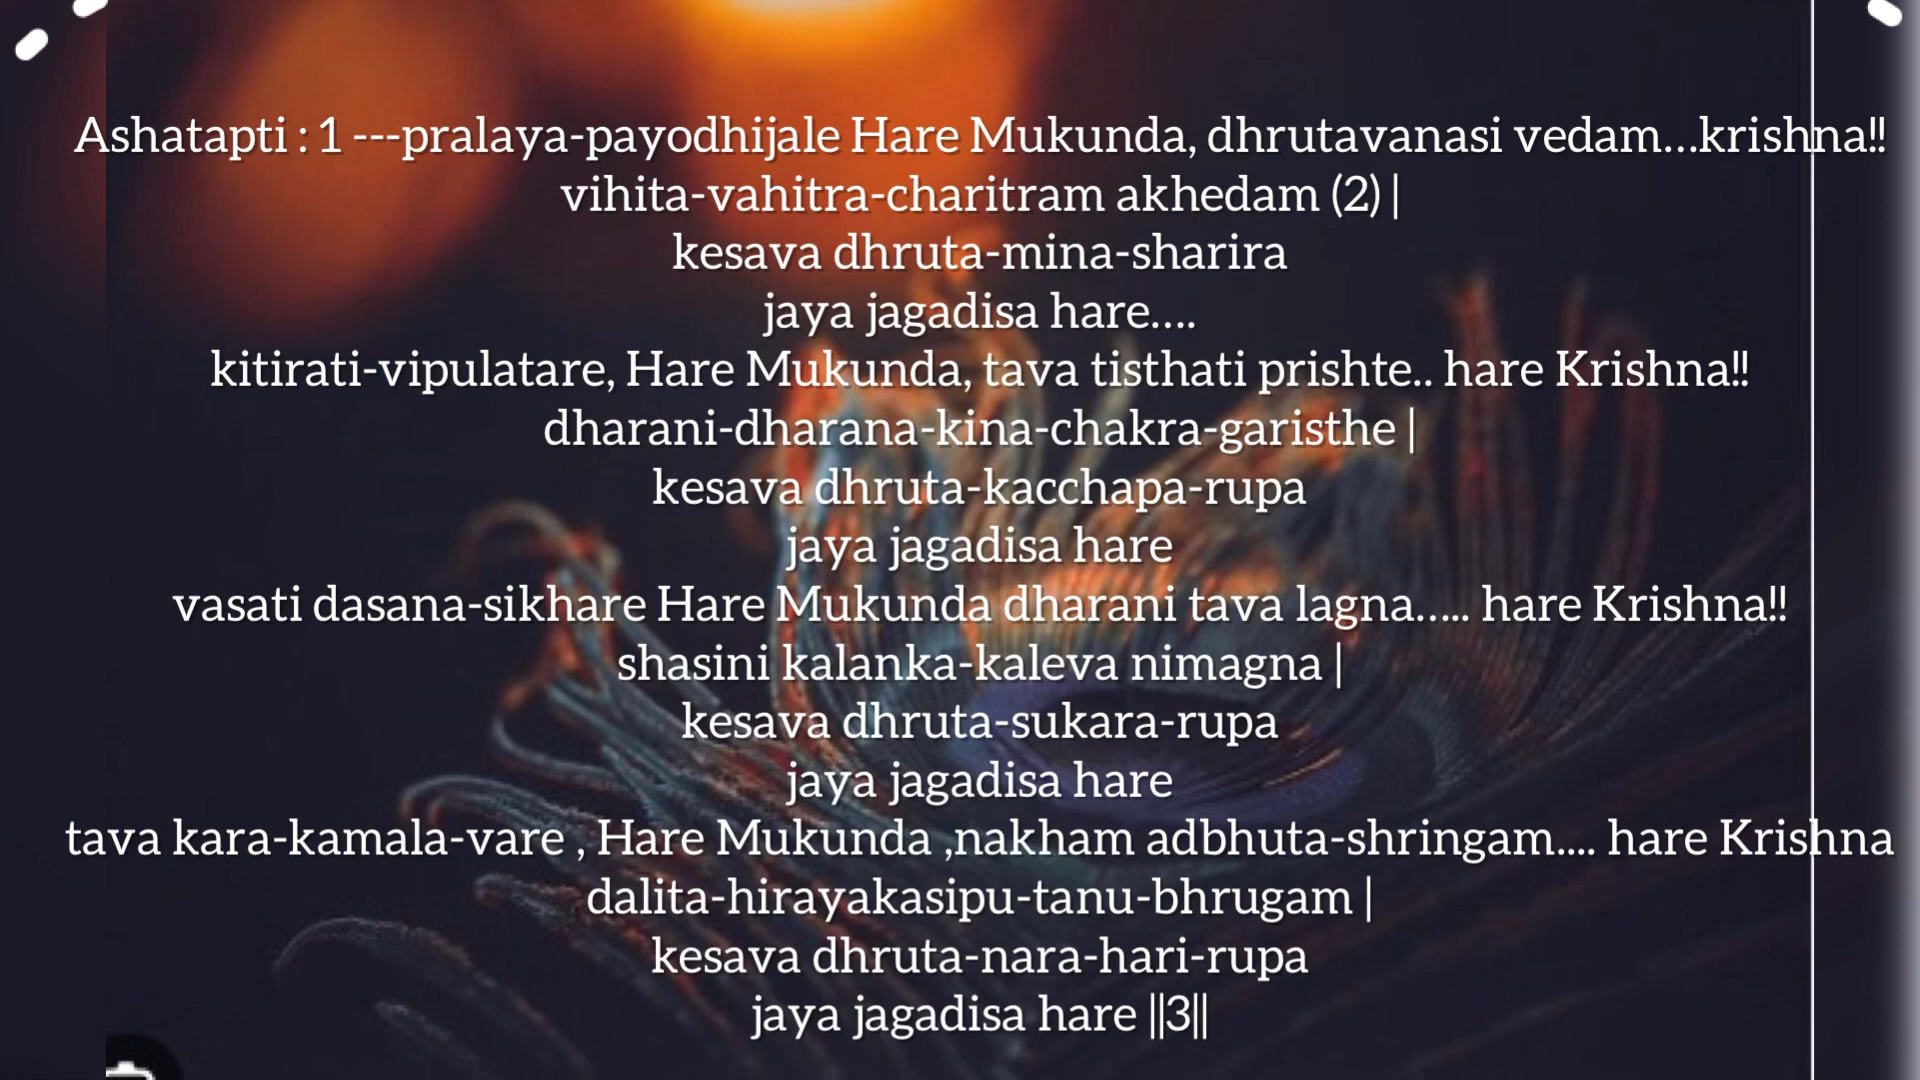 Ashatapti : 1 ---pralaya-payodhijale Hare Mukunda, dhrutavanasi vedam...krishna!!
vihita-vahitra-charitram akhedam (2) |
kesava dhruta-mina-sharira
jaya jagadisa hare....
kitirati-vipulatare, Hare Mukunda, tava tisthati prishte.. hare Krishna!!
dharani-dharana-kina-chakra-garisthe |
kesava dhruta-kacchapa-rupa
jaya jagadisa hare
vasati dasana-sikhare Hare Mukunda dharani tava lagna..... hare Krishna!!
shasini kalanka-kaleva nimagna |
kesava dhruta-sukara-rupa
jaya jagadisa hare
tava kara-kamala-vare , Hare Mukunda ,nakham adbhuta-shringam.... hare Krishna
dalita-hirayakasipu-tanu-bhrugam |
kesava dhruta-nara-hari-rupa
jaya jagadisa hare ||3||